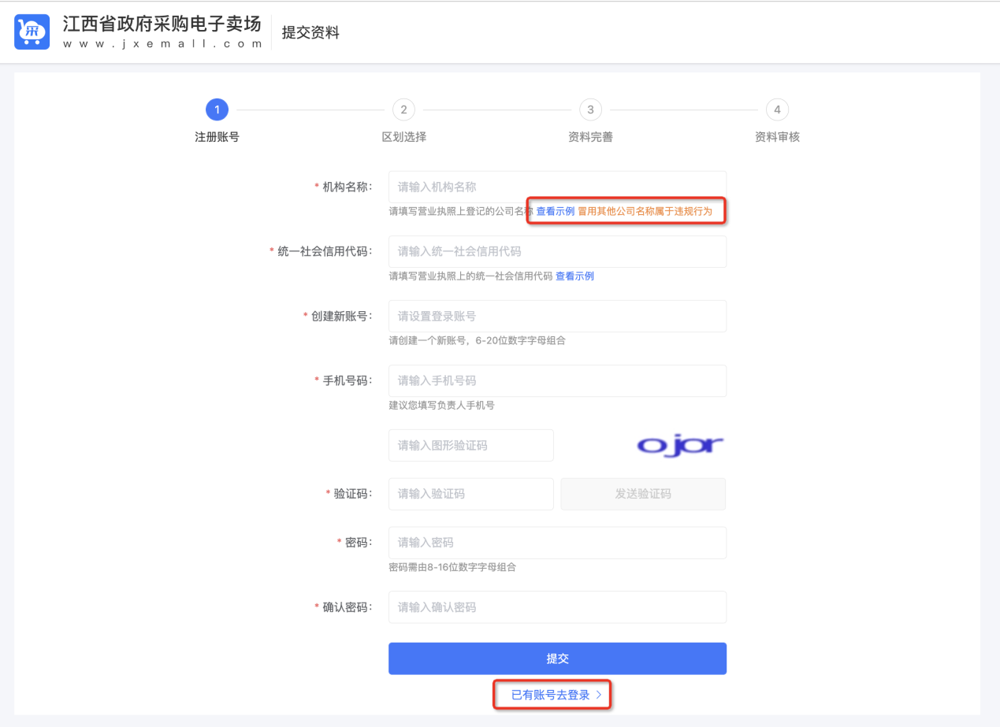 采
江西省政府采购电子卖场
www.jxemall.com
提交资料
1
2
3
4
注册账号
区划选择
资料完善
资料审核
* 机构名称:
请输入机构名称
请填写营业执照上登记的公司名称 查看示例 冒用其他公司名称属于违规行为
* 统一社会信用代码:
请输入统一社会信用代码
请填写营业执照上的统一社会信用代码 查看示例
* 创建新账号:
请设置登录账号
请创建一个新账号，6-20位数字字母组合
* 手机号码:
请输入手机号码
建议您填写负责人手机号
请输入图形验证码
ojor
* 验证码:
请输入验证码
发送验证码
* 密码:
请输入密码
密码需由8-16位数字字母组合
* 确认密码:
请输入确认密码
提交
已有账号去登录 >